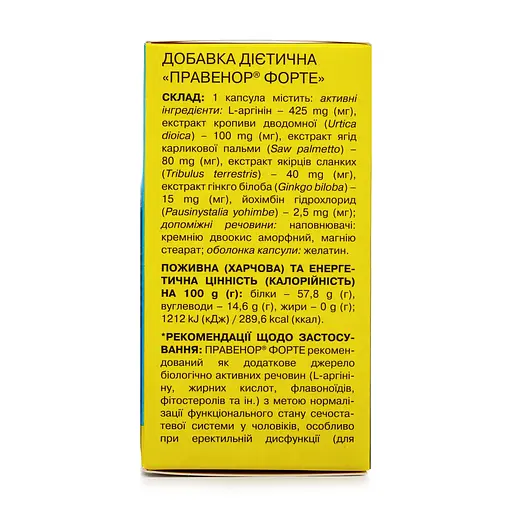 ДОБАВКА ДІЄТИЧНА
«ПРАВЕНОР® ФОРТЕ»
СКЛАД: 1 капсула містить: активні
інгредієнти: L-аргінін – 425 mg (мг),
екстракт кропиви дводомної (Urtica
dioica) – 100 mg (мг), екстракт ягід
карликової пальми (Saw palmetto) –
80 mg (мг), екстракт якірців сланких
(Tribulus terrestris) – 40 mg (мг),
екстракт гінкго білоба (Ginkgo biloba) –
15 mg (мг), йохімбін гідрохлорид
(Pausinystalia yohimbe) – 2,5 mg (мг);
допоміжні речовини: наповнювачі:
кремнію двоокис аморфний, магнію
стеарат; оболонка капсули: желатин.
ПОЖИВНА (ХАРЧОВА) ТА ЕНЕРГЕ-
ТИЧНА ЦІННІСТЬ (КАЛОРІЙНІСТЬ)
НА 100 g (г): білки – 57,8 g (г),
вуглеводи – 14,6 g (г), жири – 0 g (г);
1212 kJ (кДж) / 289,6 kcal (ккал).
*РЕКОМЕНДАЦІЇ ЩОДО ЗАСТОСУ-
ВАННЯ: ПРАВЕНОР® ФОРТЕ рекомен-
дований як додаткове джерело
біологічно активних речовин (L-аргіні-
ну, жирних кислот, флавоноїдів,
фітостеролів та ін.) з метою нормалі-
зації функціонального стану сечоста-
тевої системи у чоловіків, особливо
при еректильній дисфункції (для